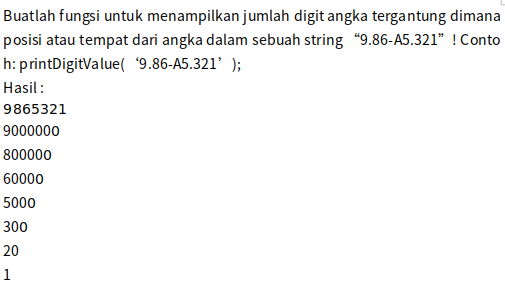 Buatlah fungsi untuk menampilkan jumlah digit angka tergantung dimana
posisi atau tempat dari angka dalam sebuah string “9.86-A5.321” ! Conto
h: printDigitValue( ‘9.86-A5.321’ );
Hasil :
9865321
9000000
800000
60000
5000
300
20
1